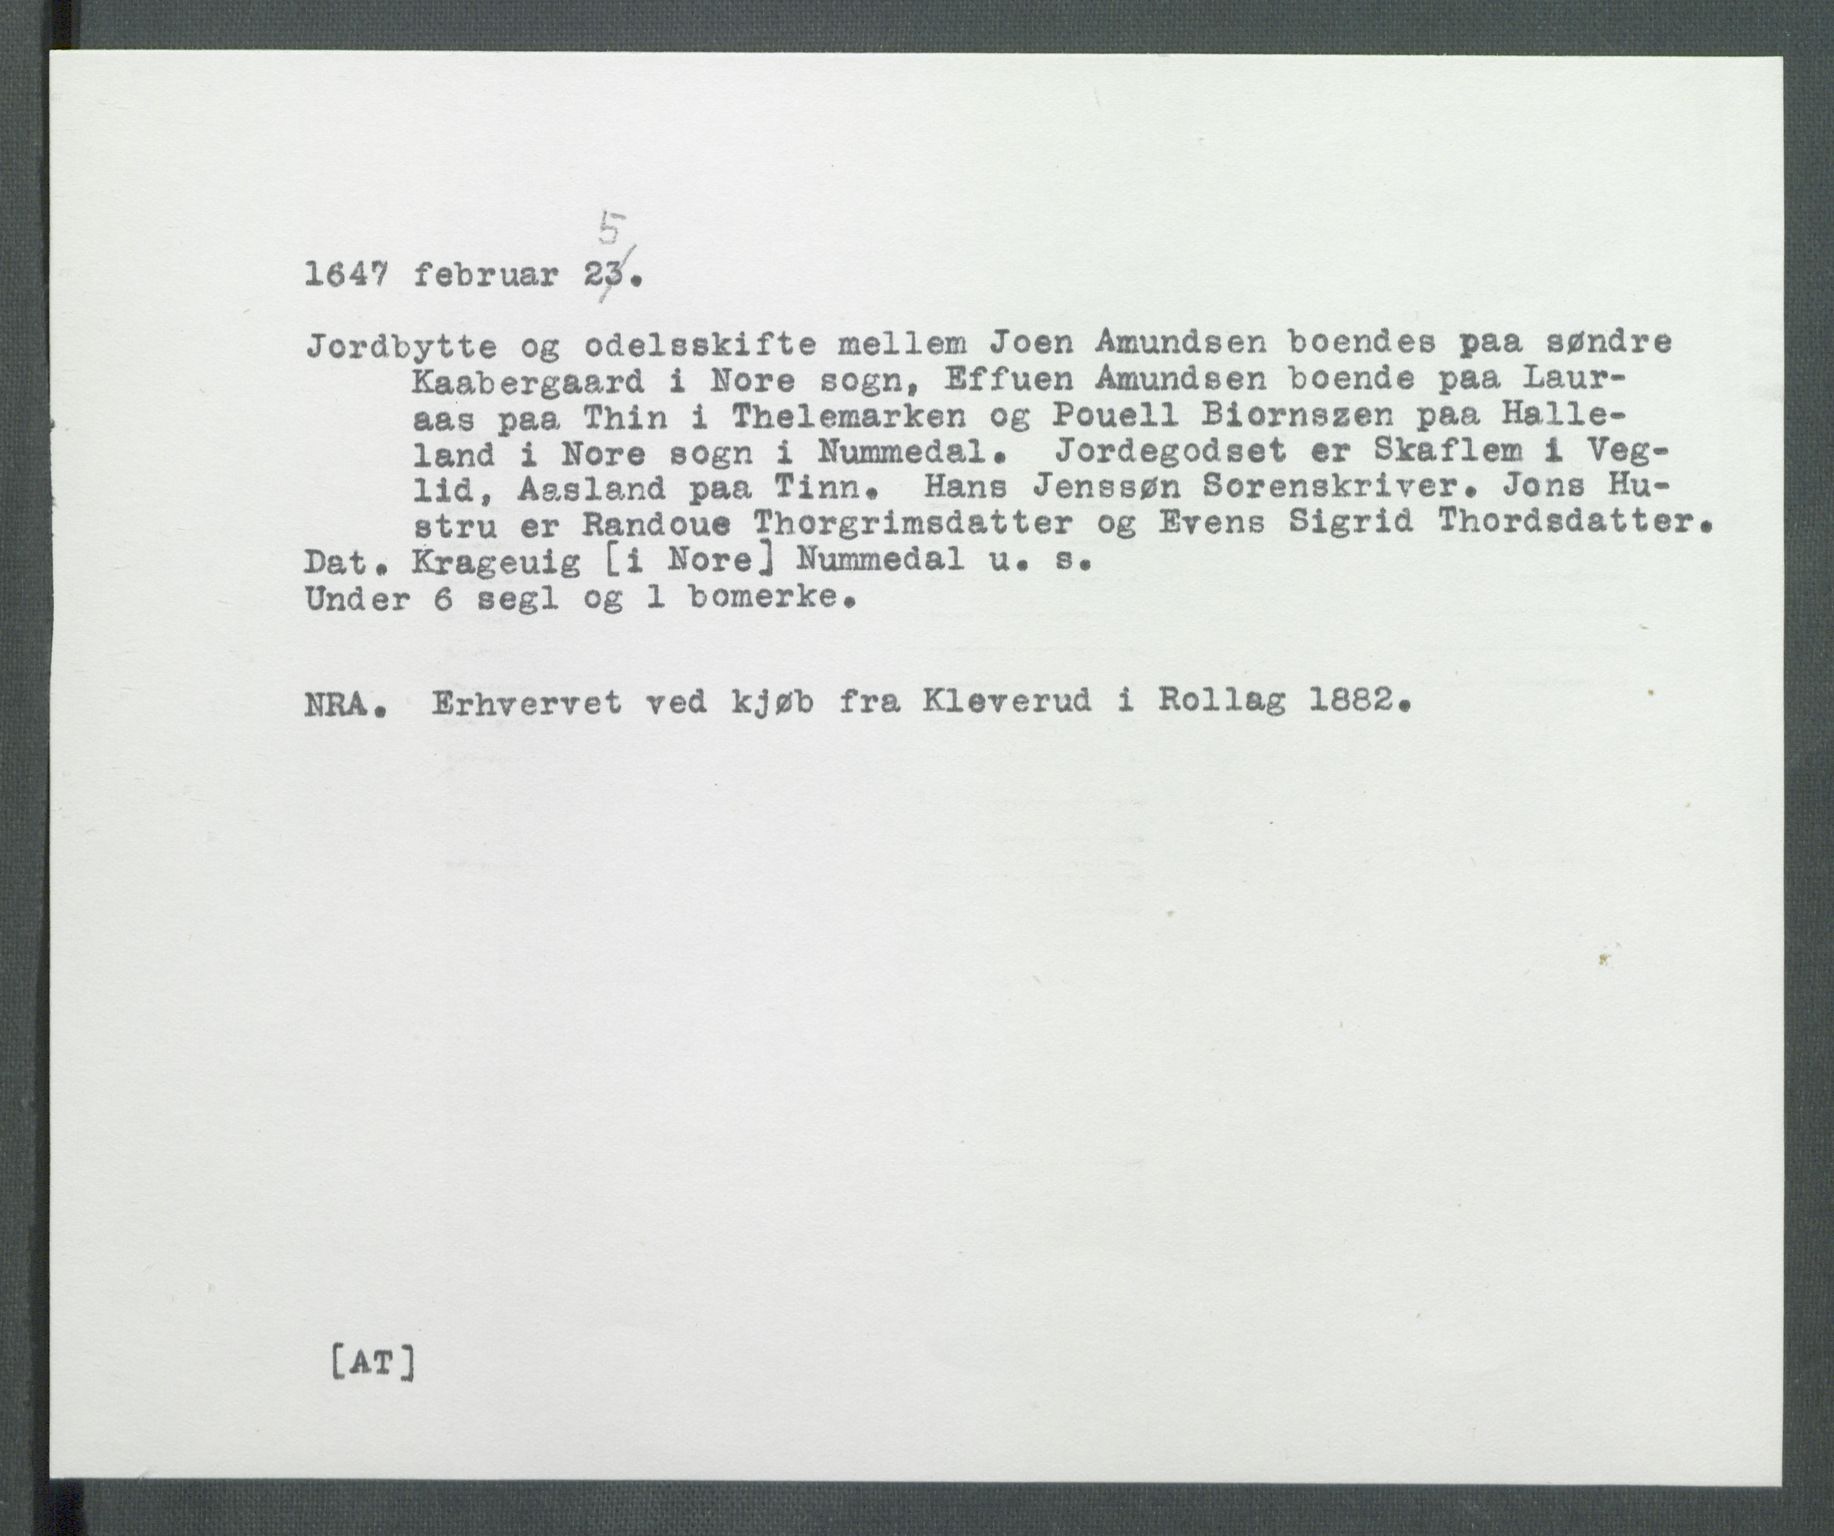 5
1647 februar 23.
Jordbytte og odelsskifte mellem Joen Amundsen boendes paa søndre
Kaabergaard i Nore sogn, Effuen Amundsen boende paa Laur-
aas paa Thin i Thelemarken og Pouell Biornszen paa Halle-
land i Nore sogn i Nummedal. Jordegodset er Skaflem i Veg-
lid, Aasland paa Tinn. Hans Jenssøn Sorenskriver. Jons Hu-
stru er Randoue Thorgrimsdatter og Evens Sigrid Thordsdatter.
Dat. Krageuig [i Nore] Nummedal u. s.
Under 6 segl og 1 bomerke.
NRA. Erhvervet ved kjøb fra Kleverud i Rollag 1882.
[AT]